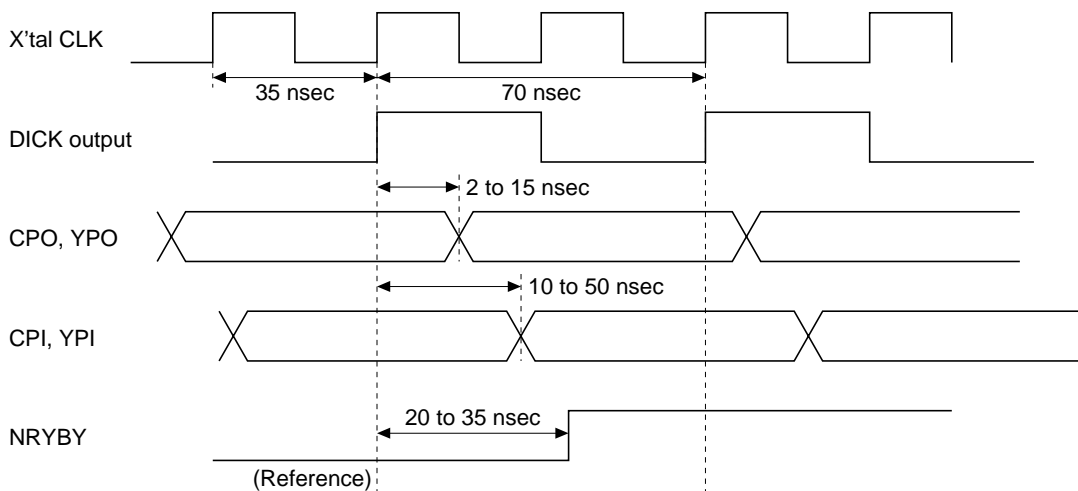 X'tal CLK
35 nsec
70 nsec
DICK output
2 to 15 nsec
CPO, YPO
10 to 50 nsec
CPI, YPI
20 to 35 nsec
NRYBY
(Reference)